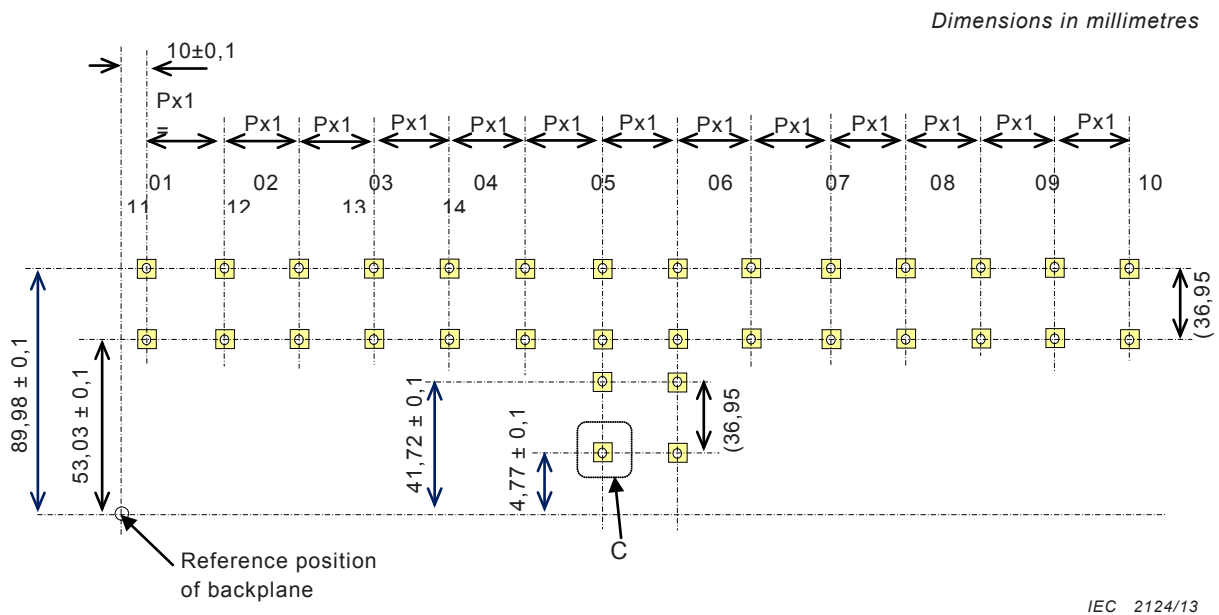 Dimensions in millimetres
10±0,1
Px1
=
Px1 Px1 Px1 Px1 Px1 Px1 Px1 Px1 Px1 Px1 Px1 Px1
01 02 03 04 05 06 07 08 09 10
11 12 13 14
89,98 ± 0,1
53,03 ± 0,1
41,72 ± 0,1
4,77 ± 0,1
(36,95
(36,95
C
Reference position
of backplane
IEC 2124/13